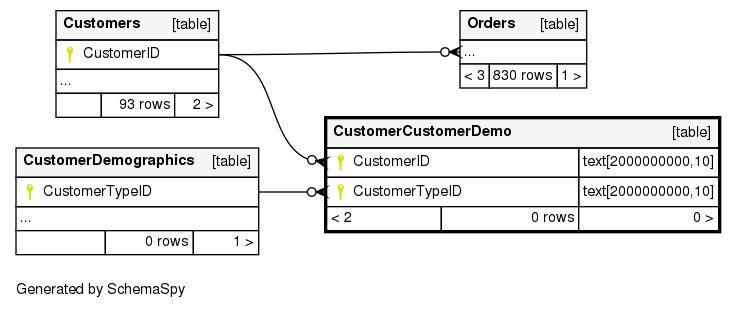 Customers [table]
CustomerID
...
93 rows 2 >
Orders [table]
...
< 3 830 rows 1 >
CustomerCustomerDemo [table]
CustomerID text[2000000000,10]
CustomerTypeID text[2000000000,10]
< 2 0 rows 0 >
CustomerDemographics [table]
CustomerTypeID
...
0 rows 1 >
Generated by SchemaSpy